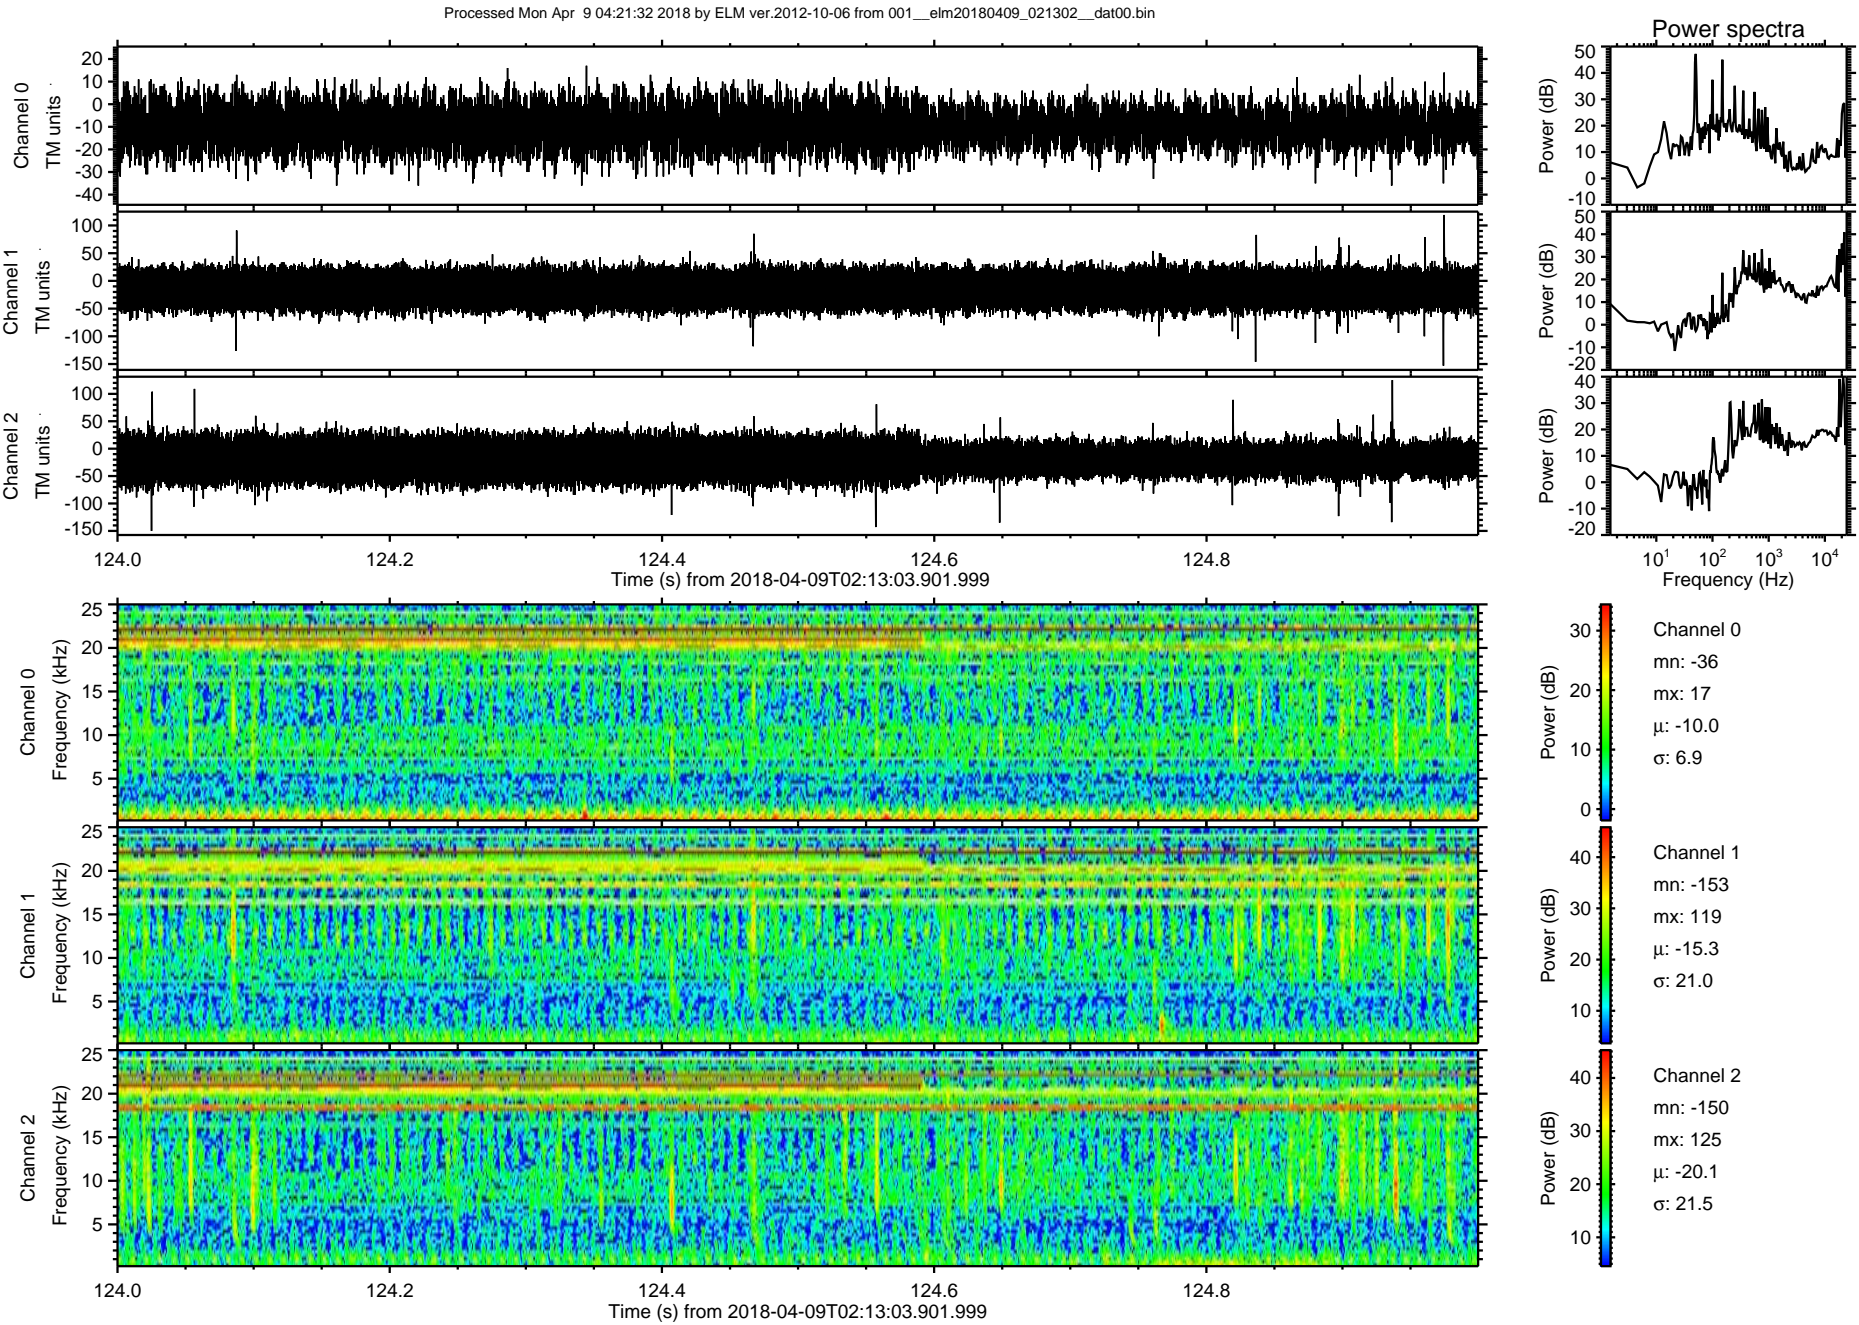 Processed Mon Apr  9 04:21:32 2018 by ELM ver.2012-10-06 from 001__elm20180409_021302__dat00.bin
Power spectra
Channel 0
TM units
20
10
0
-10
-20
-30
-40
Power (dB)
50
40
30
20
10
0
-10
Channel 1
TM units
100
50
0
-50
-100
-150
Power (dB)
50
40
30
20
10
0
-10
-20
Channel 2
TM units
100
50
0
-50
-100
-150
Power (dB)
40
30
20
10
0
-10
-20
124.0 124.2 124.4 124.6 124.8
Time (s) from 2018-04-09T02:13:03.901.999
10^1 10^2 10^3 10^4
Frequency (Hz)
Channel 0
Frequency (kHz)
25
20
15
10
5
Power (dB)
30
20
10
0
Channel 0
mn: -36
mx: 17
μ: -10.0
σ: 6.9
Channel 1
Frequency (kHz)
25
20
15
10
5
Power (dB)
40
30
20
10
Channel 1
mn: -153
mx: 119
μ: -15.3
σ: 21.0
Channel 2
Frequency (kHz)
25
20
15
10
5
Power (dB)
40
30
20
10
Channel 2
mn: -150
mx: 125
μ: -20.1
σ: 21.5
124.0 124.2 124.4 124.6 124.8
Time (s) from 2018-04-09T02:13:03.901.999